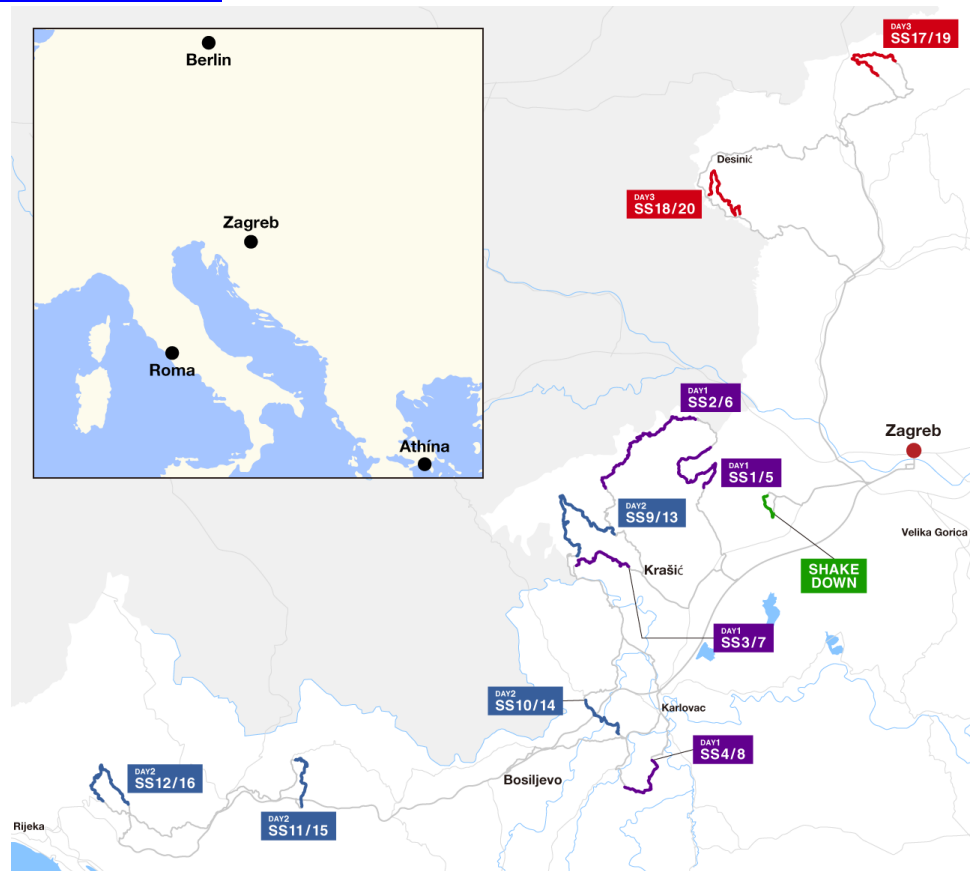 DAY3
SS17/19
Berlin
Desinić
DAY3
SS18/20
Zagreb
Roma
DAY1
SS2/6
Athína
Zagreb
DAY1
SS1/5
DAY2
SS9/13
Velika Gorica
Krašić
SHAKE
DOWN
DAY1
SS3/7
DAY2
SS10/14
Karlovac
DAY1
SS4/8
DAY2
SS12/16
Bosiljevo
Rijeka
DAY2
SS11/15